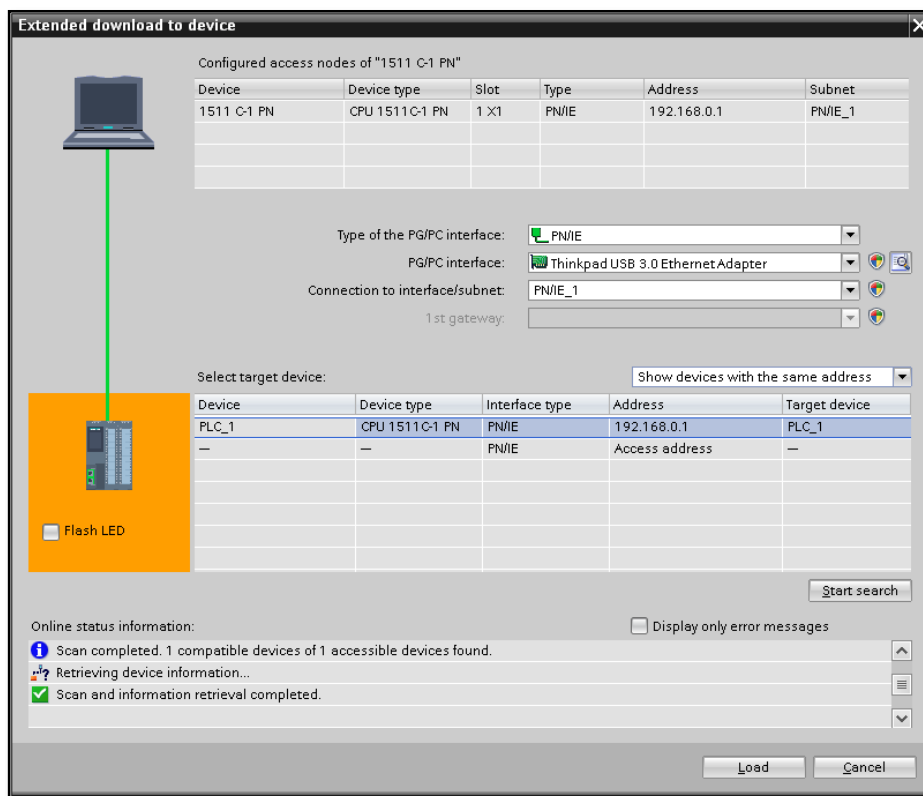 Extended download to device
Configured access nodes of "1511 C-1 PN"
Device Device type Slot Type Address Subnet
1511 C-1 PN CPU 1511C-1 PN 1 X1 PN/IE 192.168.0.1 PN/IE_1
Type of the PG/PC interface: PN/IE
PG/PC interface: Thinkpad USB 3.0 Ethernet Adapter
Connection to interface/subnet: PN/IE_1
1st gateway:
Select target device: Show devices with the same address
Device Device type Interface type Address Target device
PLC_1 CPU 1511C-1 PN PN/IE 192.168.0.1 PLC_1
— — PN/IE Access address —
Flash LED
Start search
Online status information: Display only error messages
Scan completed. 1 compatible devices of 1 accessible devices found.
Retrieving device information...
Scan and information retrieval completed.
Load Cancel